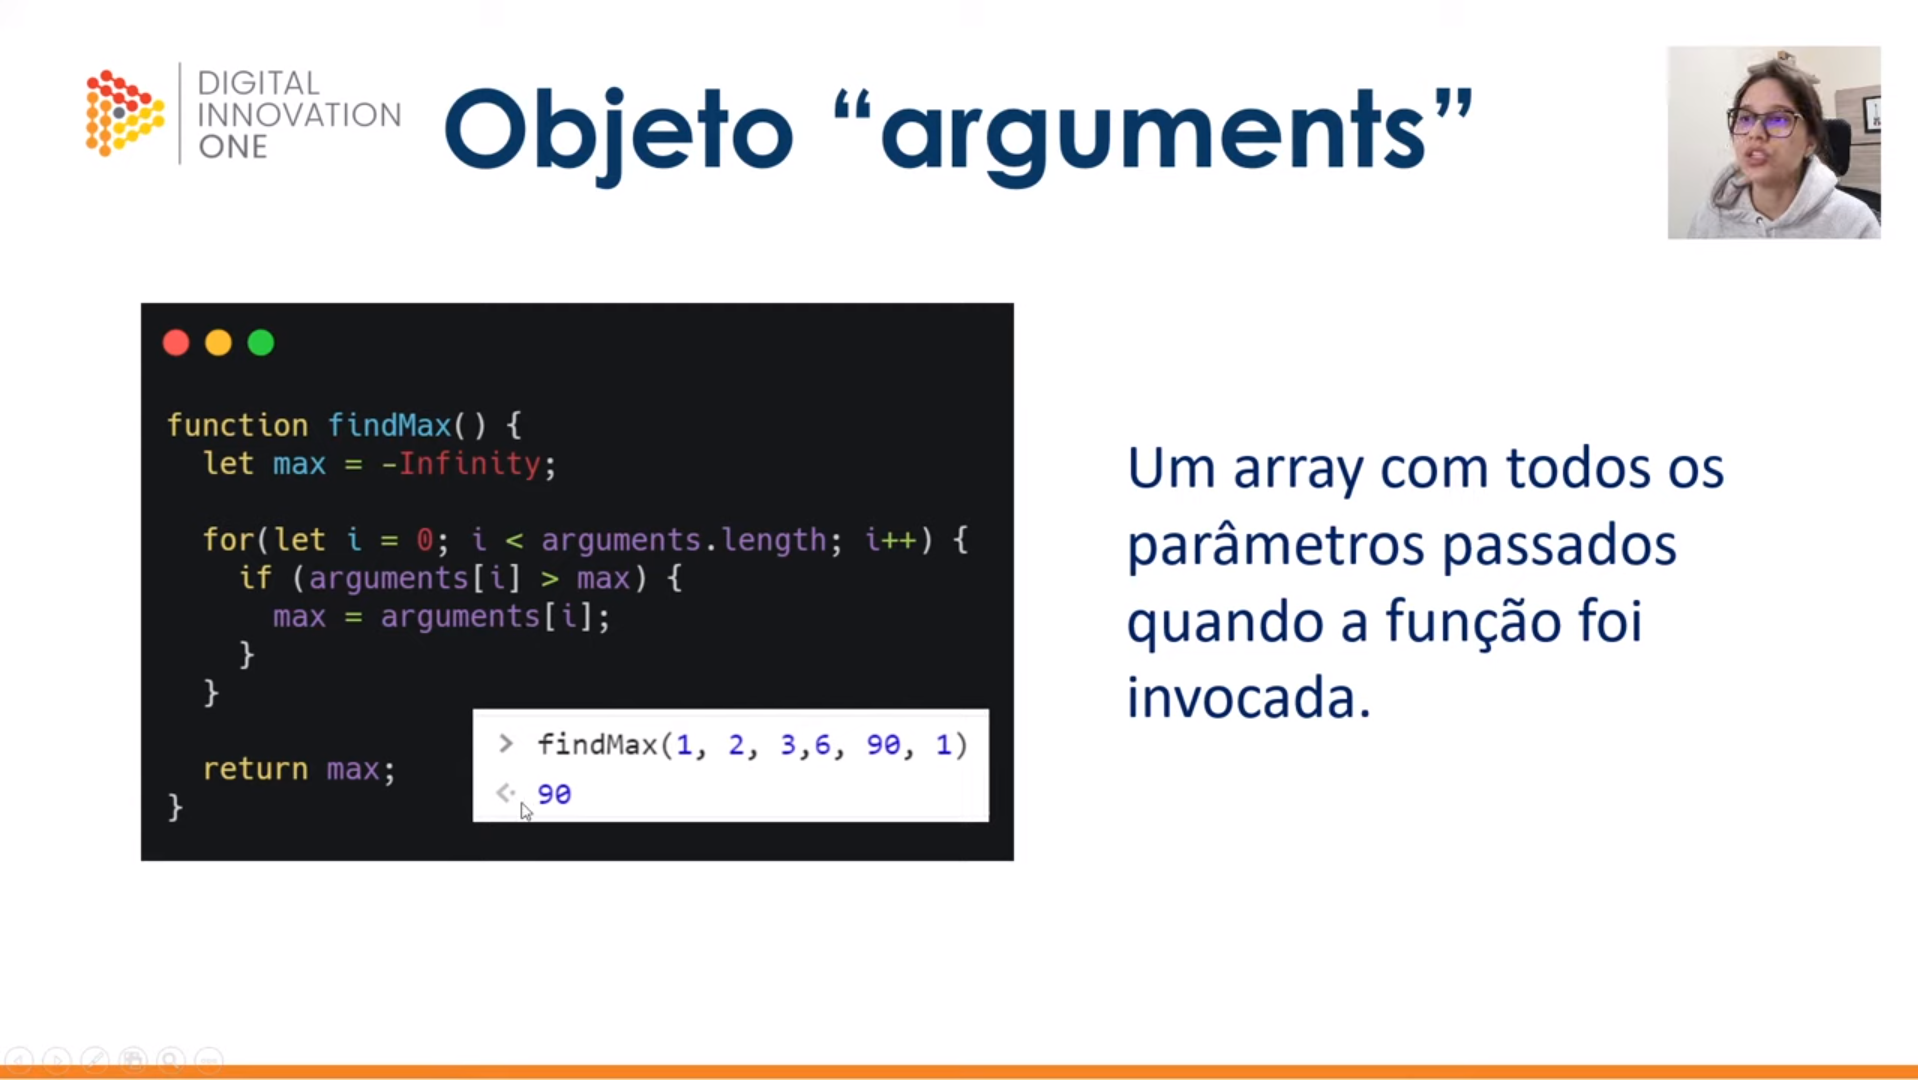 DIGITAL
INNOVATION
ONE
Objeto “arguments”
function findMax() {
let max = -Infinity;
for(let i = 0; i < arguments.length; i++) {
if (arguments[i] > max) {
max = arguments[i];
}
}
return max;
}
> findMax(1, 2, 3,6, 90, 1)
<· 90
Um array com todos os
parâmetros passados
quando a função foi
invocada.